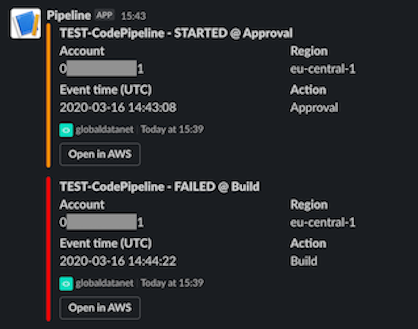 Pipeline APP 15:43
TEST-CodePipeline - STARTED @ Approval
Account Region
0 1 eu-central-1
Event time (UTC) Action
2020-03-16 14:43:08 Approval
globaldatanet Today at 15:39
Open in AWS
TEST-CodePipeline - FAILED @ Build
Account Region
0 1 eu-central-1
Event time (UTC) Action
2020-03-16 14:44:22 Build
globaldatanet Today at 15:39
Open in AWS